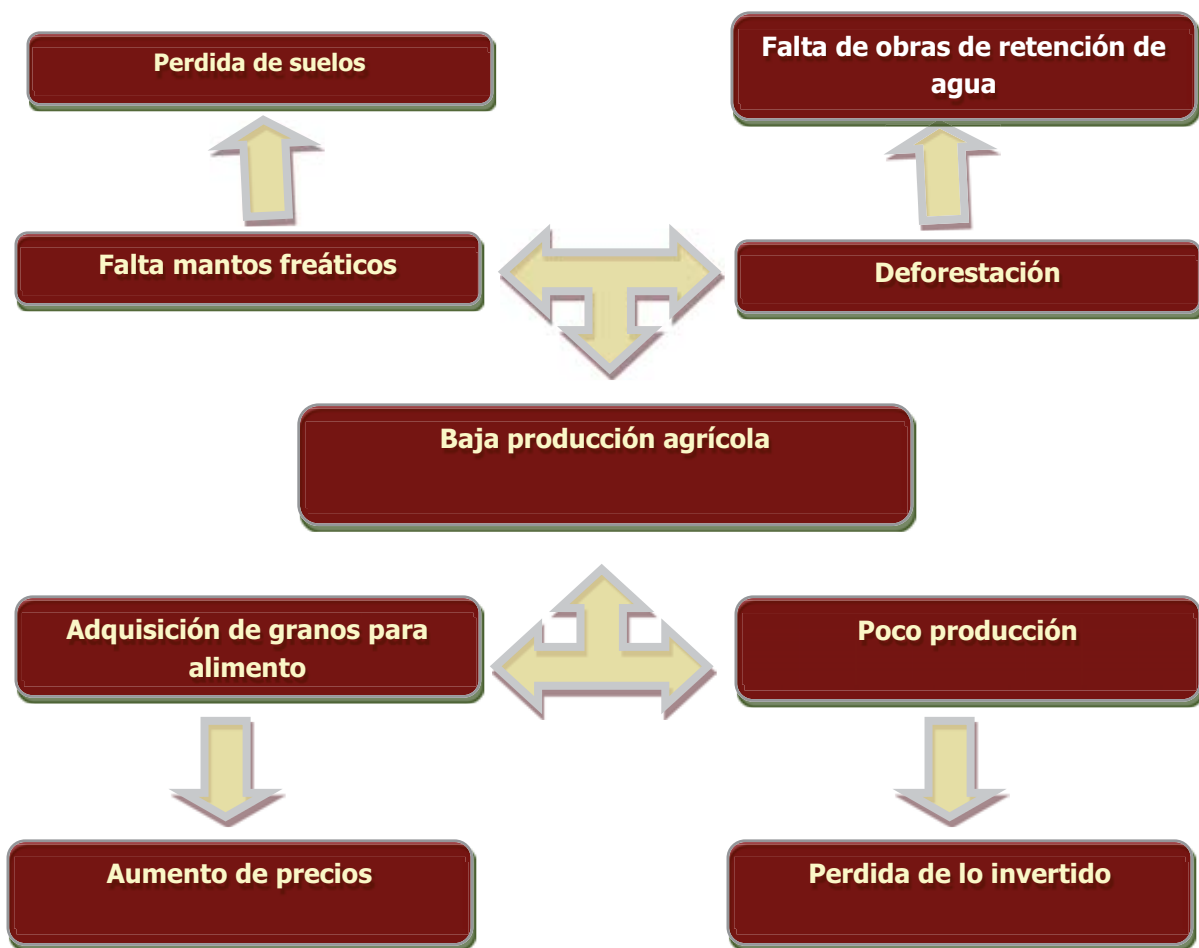 Perdida de suelos
Falta de obras de retención de
agua
Falta mantos freáticos
Deforestación
Baja producción agrícola
Adquisición de granos para
alimento
Poco producción
Aumento de precios
Perdida de lo invertido